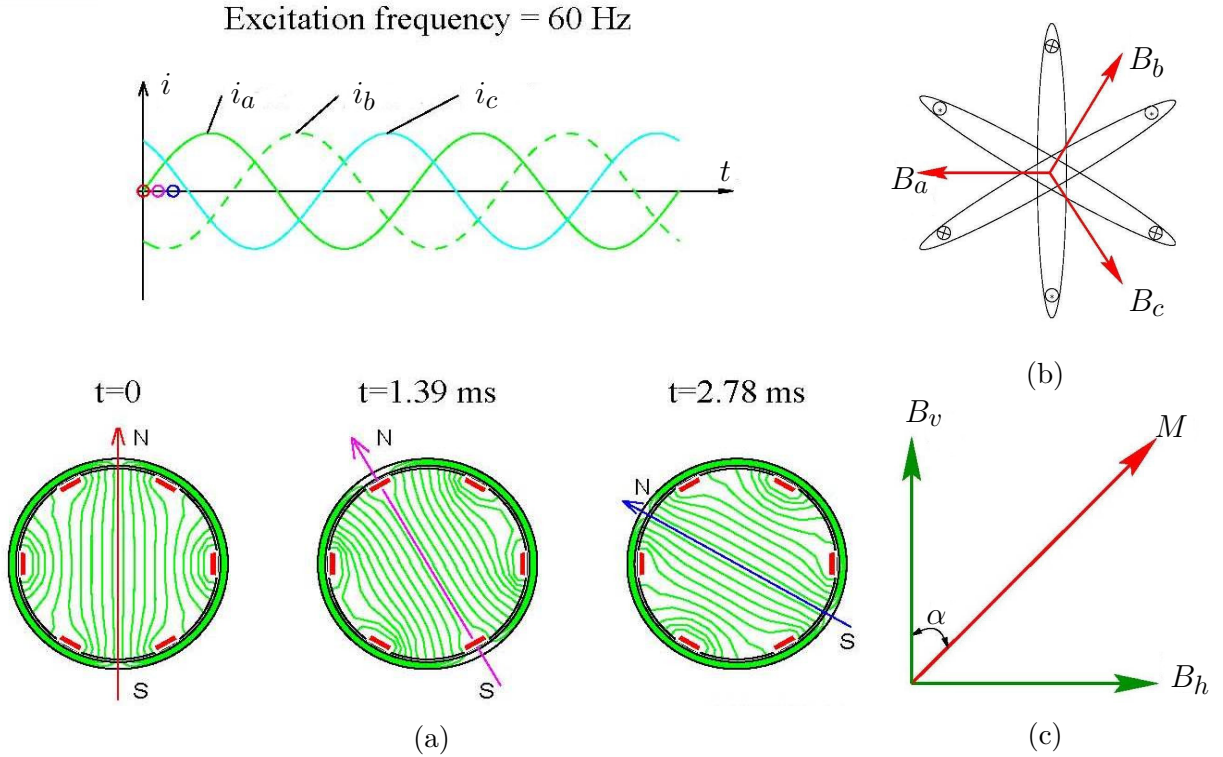 Excitation frequency = 60 Hz
i
i_a
i_b
i_c
t
t=0
t=1.39 ms
t=2.78 ms
N
N
N
S
S
S
(a)
B_b
B_a
B_c
(b)
B_v
M
α
B_h
(c)